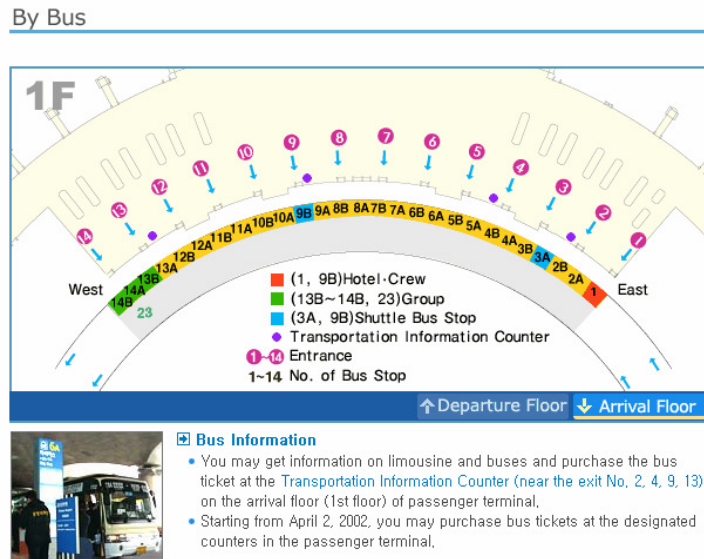 By Bus
1F
14 13 12 11 10 9 8 7 6 5 4 3 2 1
West
14B 14A 13B 13A 12B 12A 11B 11A 10B 10A 9B 9A 8B 8A 7B 7A 6B 6A 5B 5A 4B 4A 3B 3A 2B 2A 1
East
23
(1, 9B)Hotel·Crew
(13B~14B, 23)Group
(3A, 9B)Shuttle Bus Stop
Transportation Information Counter
1~14 Entrance
1~14 No. of Bus Stop
Departure Floor Arrival Floor
6A
Bus Information
• You may get information on limousine and buses and purchase the bus
ticket at the Transportation Information Counter (near the exit No, 2, 4, 9, 13)
on the arrival floor (1st floor) of passenger terminal,
• Starting from April 2, 2002, you may purchase bus tickets at the designated
counters in the passenger terminal,